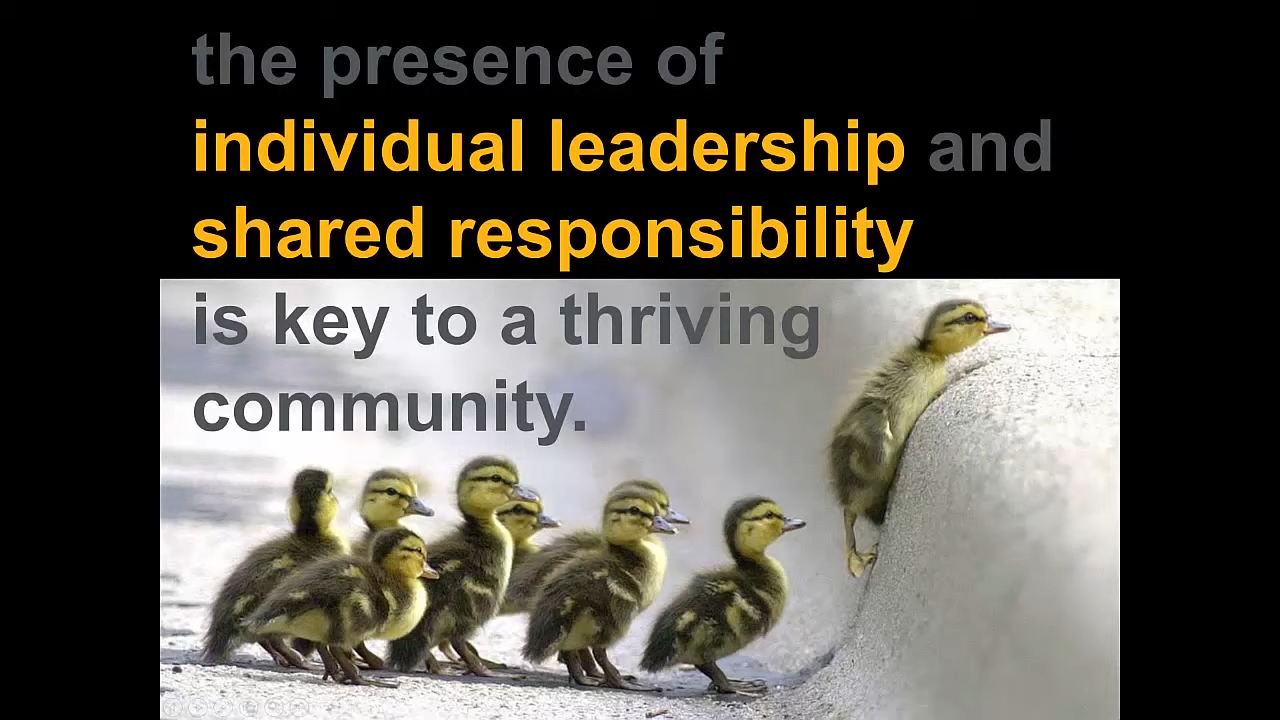 the presence of
individual leadership and
shared responsibility
is key to a thriving
community.